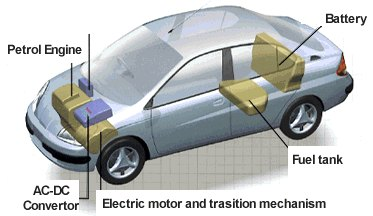 Battery
Petrol Engine
Fuel tank
AC-DC
Convertor
Electric motor and trasition mechanism